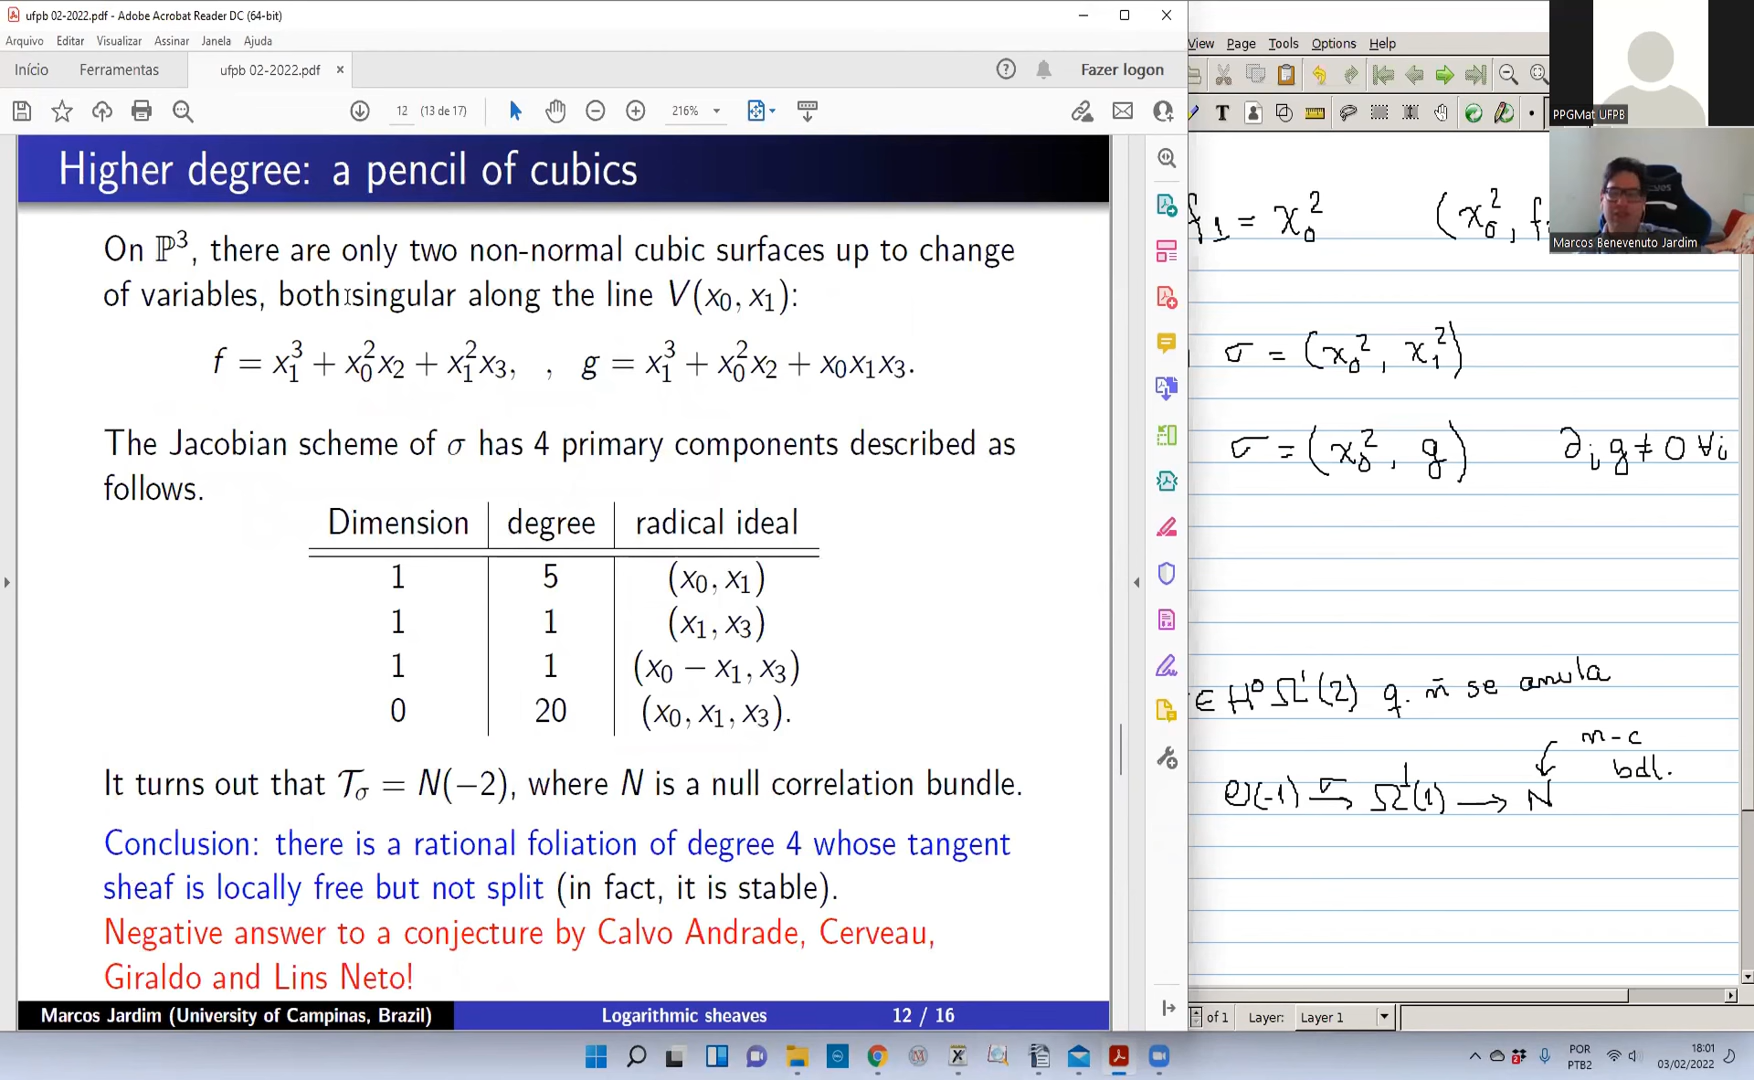 ufpb 02-2022.pdf - Adobe Acrobat Reader DC (64-bit)
Arquivo Editar Visualizar Assinar Janela Ajuda
Início Ferramentas ufpb 02-2022.pdf × Fazer logon
12 (13 de 17) 216%
Higher degree: a pencil of cubics
On ℙ³, there are only two non-normal cubic surfaces up to change
of variables, both singular along the line V(x₀, x₁):
f = x₁³ + x₀²x₂ + x₁²x₃, , g = x₁³ + x₀²x₂ + x₀x₁x₃.
The Jacobian scheme of σ has 4 primary components described as
follows.
Dimension degree radical ideal
1 5 (x₀, x₁)
1 1 (x₁, x₃)
1 1 (x₀ − x₁, x₃)
0 20 (x₀, x₁, x₃).
It turns out that 𝒯σ = N(−2), where N is a null correlation bundle.
Conclusion: there is a rational foliation of degree 4 whose tangent
sheaf is locally free but not split (in fact, it is stable).
Negative answer to a conjecture by Calvo Andrade, Cerveau,
Giraldo and Lins Neto!
Marcos Jardim (University of Campinas, Brazil) Logarithmic sheaves 12 / 16
View Page Tools Options Help
PPGMat UFPB
Marcos Benevenuto Jardim
f₁ = x₀² (x₀², f
σ = (x₀², x₁²)
σ = (x₀², g) ∂ᵢg ≠ 0 ∀i
∈ H⁰Ω¹(2) q. ñ se anula
n-c
bdl.
O(-1) σ→ Ω¹(1) → N
of 1 Layer: Layer 1
POR
PTB2
18:01
03/02/2022